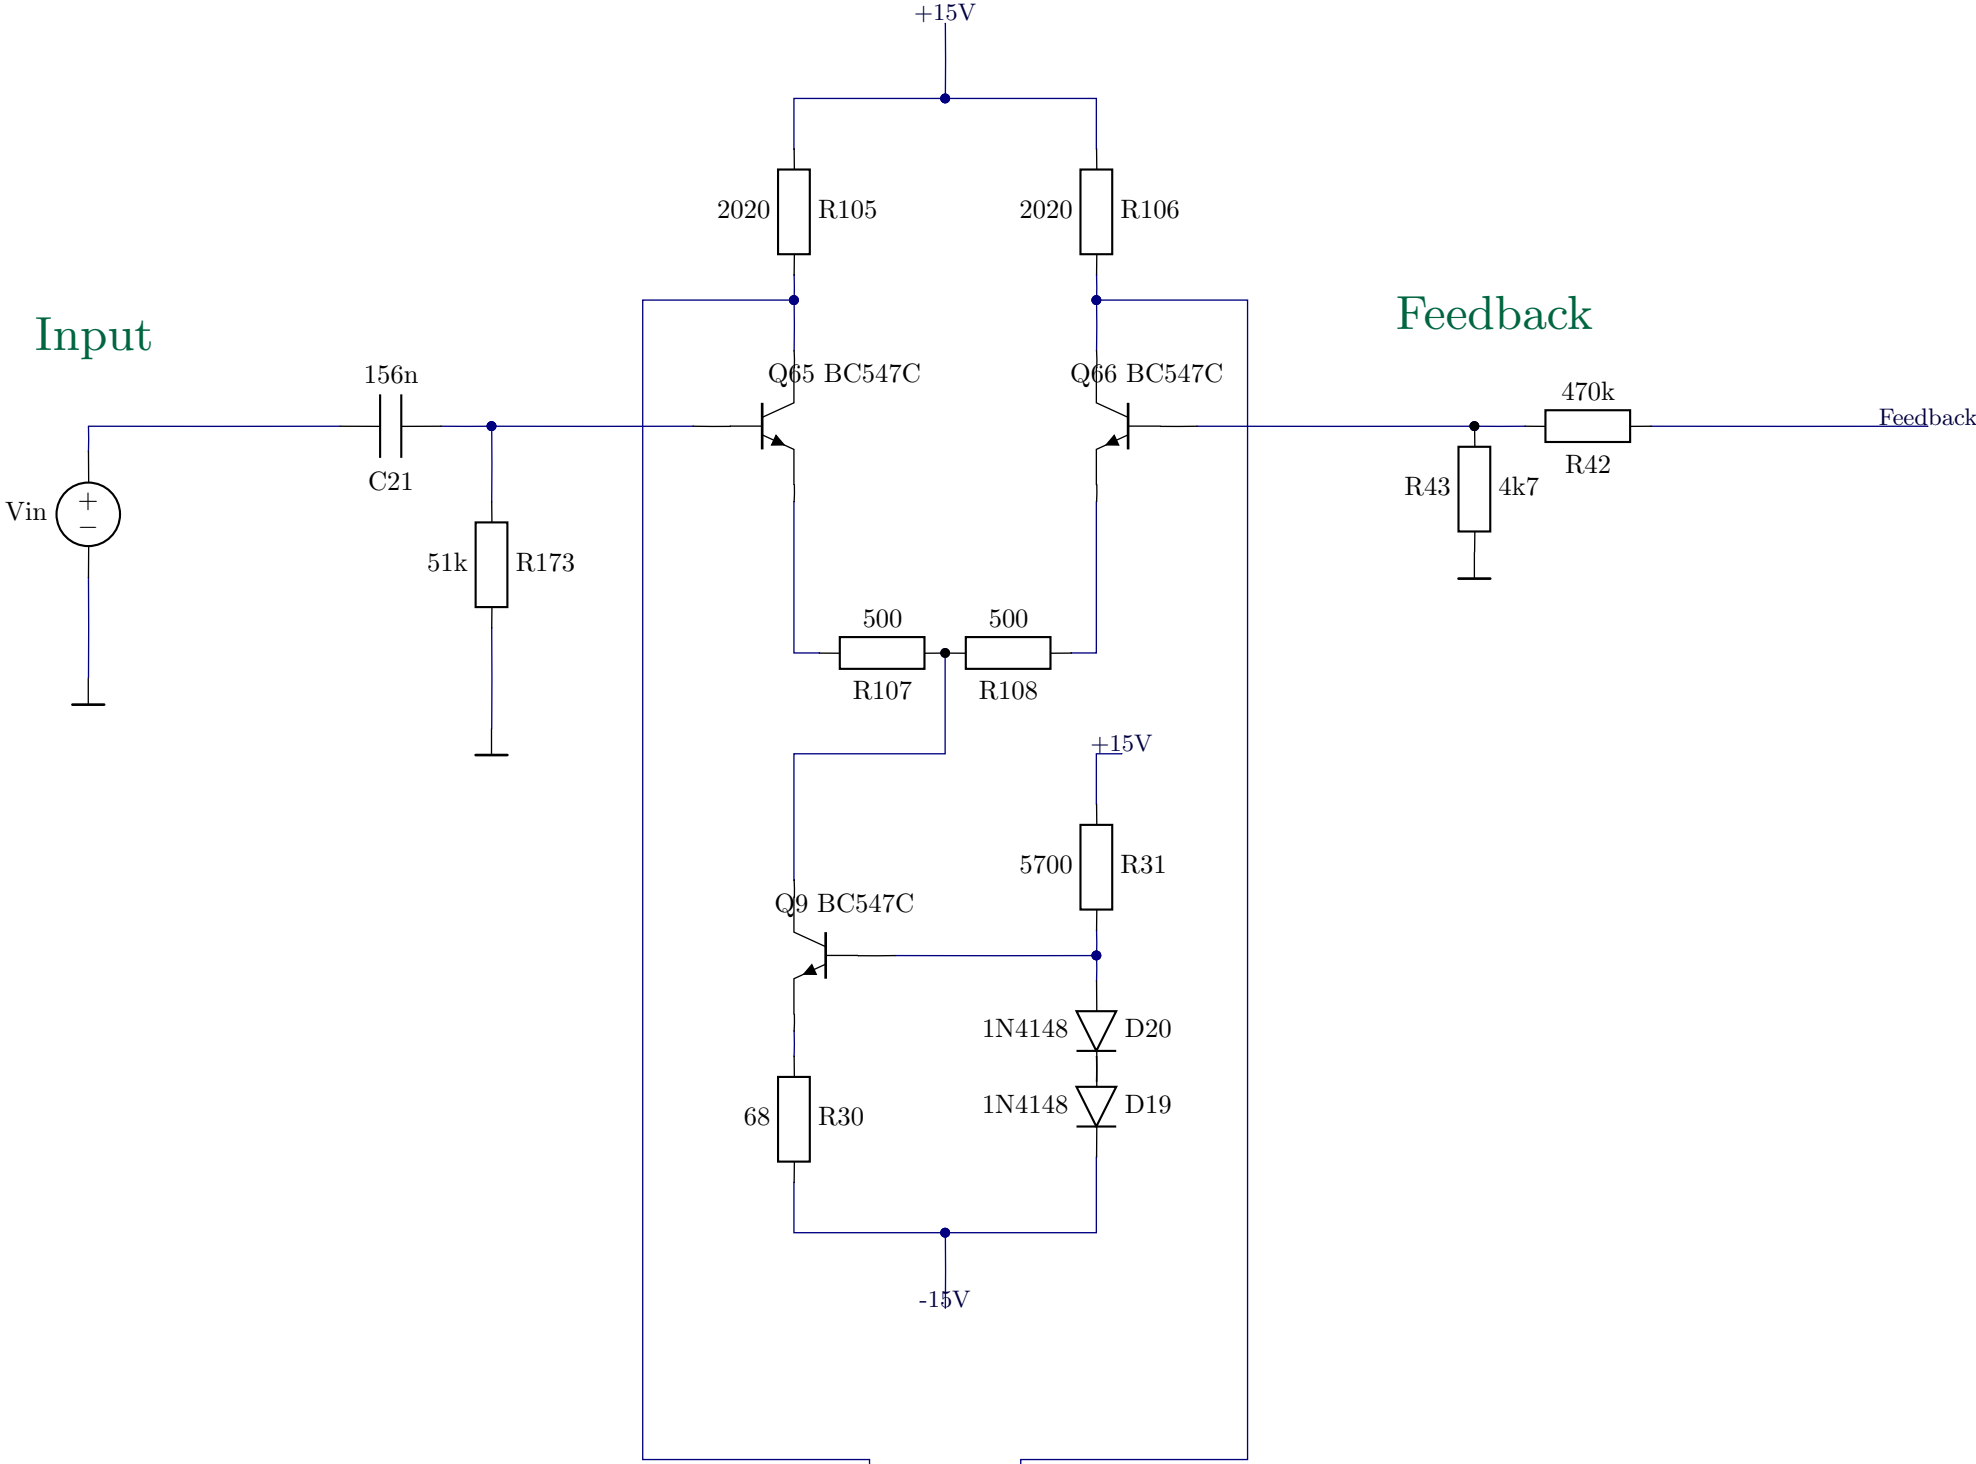 +15V
2020 R105
2020 R106
Input
Feedback
156n
Q65 BC547C
Q66 BC547C
470k
Feedback
C21
R42
R43 4k7
Vin
+
−
51k R173
500
500
R107
R108
+15V
5700 R31
Q9 BC547C
1N4148 D20
1N4148 D19
68 R30
-15V